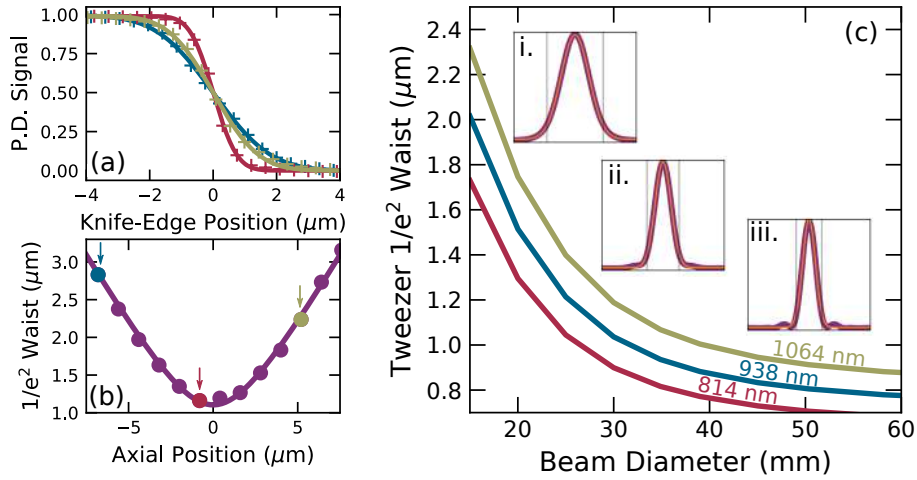 1.00
0.75
0.50
0.25
0.00
P.D. Signal
(a)
−4 −2 0 2 4
Knife-Edge Position (μm)
3.0
2.5
2.0
1.5
1.0
1/e² Waist (μm)
(b)
−5 0 5
Axial Position (μm)
2.4
2.2
2.0
1.8
1.6
1.4
1.2
1.0
0.8
Tweezer 1/e² Waist (μm)
(c)
i.
ii.
iii.
1064 nm
938 nm
814 nm
20 30 40 50 60
Beam Diameter (mm)